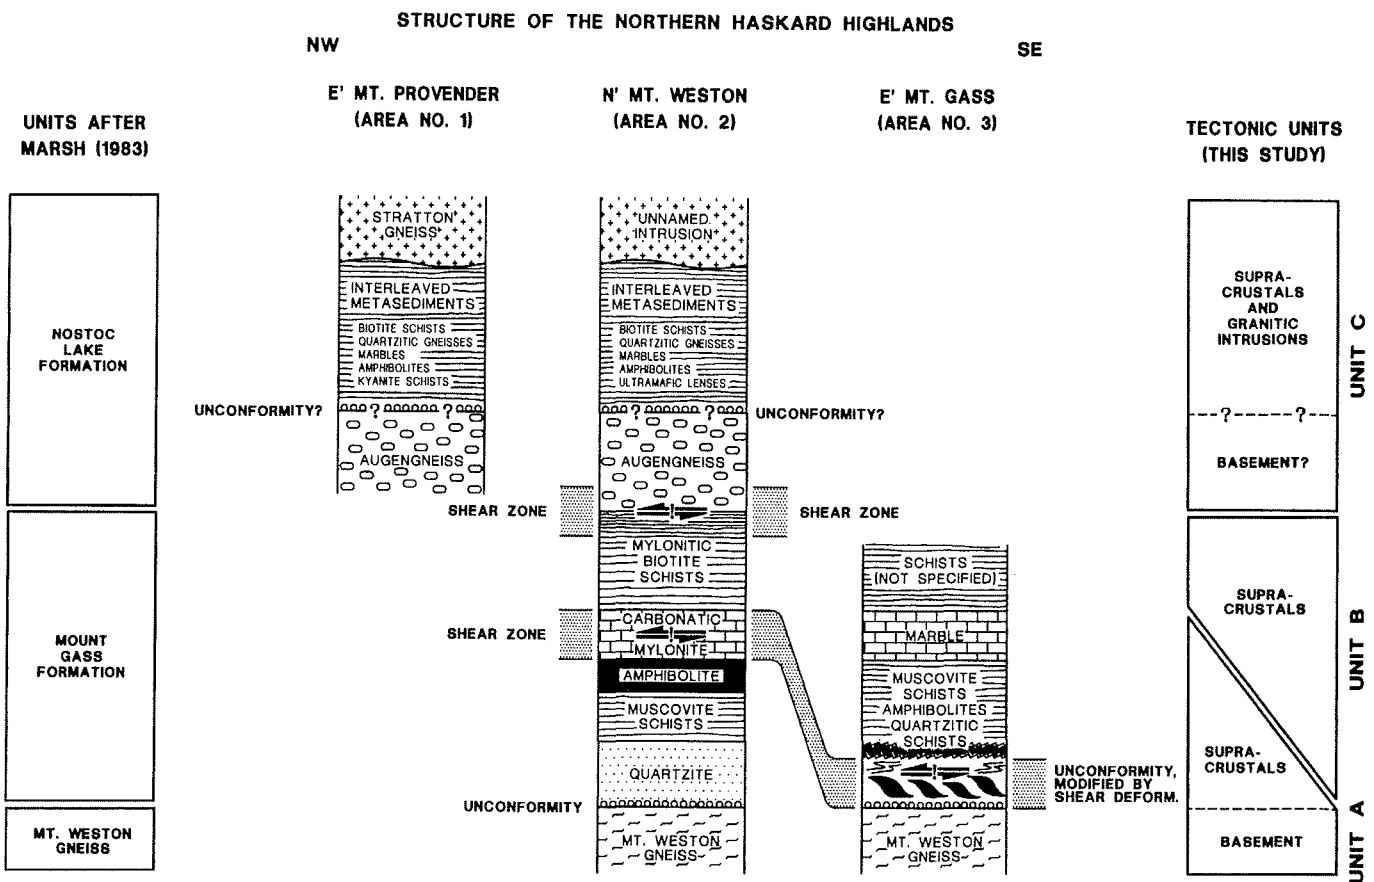 STRUCTURE OF THE NORTHERN HASKARD HIGHLANDS
NW
SE
E' MT. PROVENDER
(AREA NO. 1)
N' MT. WESTON
(AREA NO. 2)
E' MT. GASS
(AREA NO. 3)
UNITS AFTER
MARSH (1983)
TECTONIC UNITS
(THIS STUDY)
NOSTOC
LAKE
FORMATION
MOUNT
GASS
FORMATION
MT. WESTON
GNEISS
STRATTON
GNEISS
INTERLEAVED
METASEDIMENTS
BIOTITE SCHISTS
QUARTZITIC GNEISSES
MARBLES
AMPHIBOLITES
KYANITE SCHISTS
UNCONFORMITY?
? ?
AUGENGNEISS
UNNAMED
INTRUSION
INTERLEAVED
METASEDIMENTS
BIOTITE SCHISTS
QUARTZITIC GNEISSES
MARBLES
AMPHIBOLITES
ULTRAMAFIC LENSES
? ?
UNCONFORMITY?
AUGENGNEISS
SHEAR ZONE
!
SHEAR ZONE
MYLONITIC
BIOTITE
SCHISTS
SHEAR ZONE
CARBONATIC
!
MYLONITE
AMPHIBOLITE
MUSCOVITE
SCHISTS
QUARTZITE
UNCONFORMITY
MT. WESTON
GNEISS
SCHISTS
(NOT SPECIFIED)
MARBLE
MUSCOVITE
SCHISTS
AMPHIBOLITES
QUARTZITIC
SCHISTS
!
UNCONFORMITY,
MODIFIED BY
SHEAR DEFORM.
MT. WESTON
GNEISS
SUPRA-
CRUSTALS
AND
GRANITIC
INTRUSIONS
? ?
BASEMENT?
UNIT C
SUPRA-
CRUSTALS
UNIT B
SUPRA-
CRUSTALS
BASEMENT
UNIT A